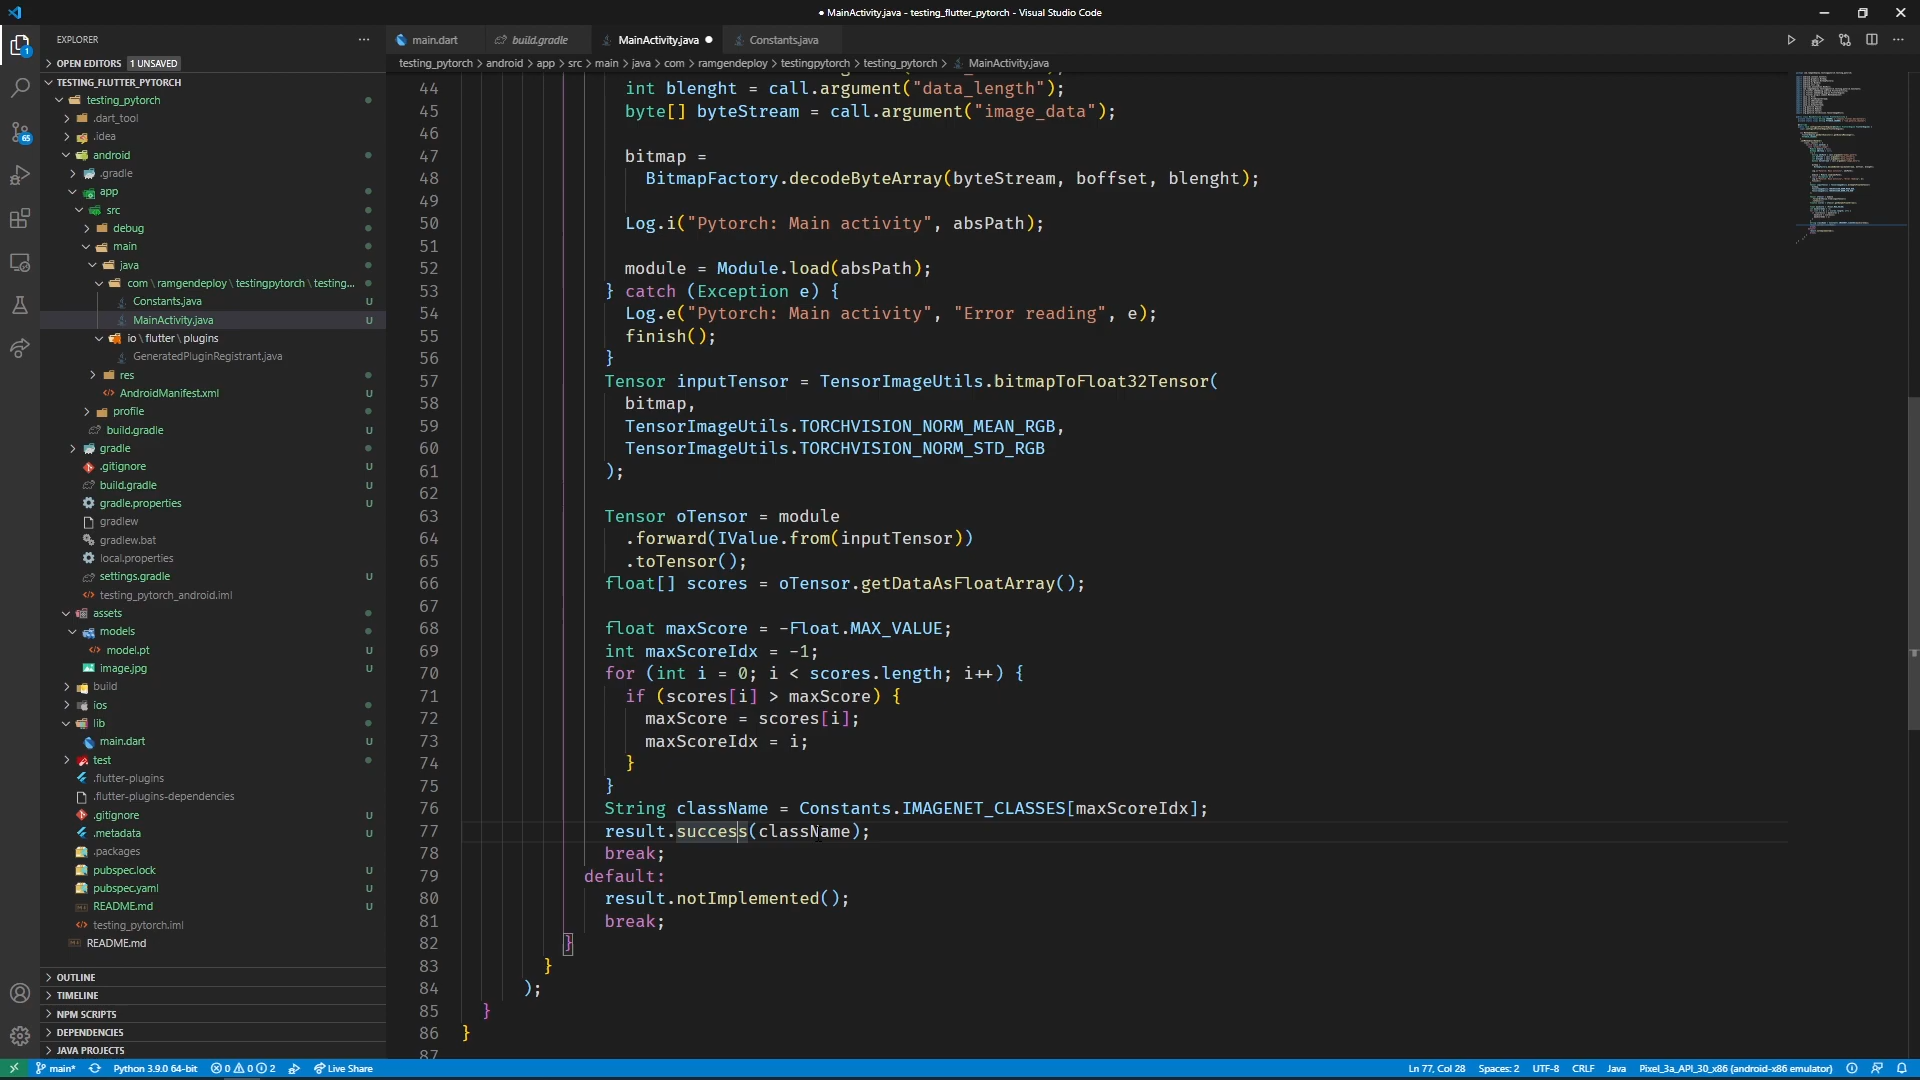 ● MainActivity.java - testing_flutter_pytorch - Visual Studio Code
EXPLORER
OPEN EDITORS 1 UNSAVED
TESTING_FLUTTER_PYTORCH
testing_pytorch
.dart_tool
.idea
android
.gradle
app
src
debug
main
java
com \ ramgendeploy \ testingpytorch \ testing...
Constants.java U
MainActivity.java U
io \ flutter \ plugins
GeneratedPluginRegistrant.java
res
AndroidManifest.xml U
profile
build.gradle U
gradle
.gitignore U
build.gradle U
gradle.properties U
gradlew
gradlew.bat
local.properties
settings.gradle U
testing_pytorch_android.iml
assets
models
model.pt U
image.jpg U
build
ios
lib
main.dart U
test
.flutter-plugins
.flutter-plugins-dependencies
.gitignore U
.metadata U
.packages
pubspec.lock U
pubspec.yaml U
README.md U
testing_pytorch.iml
README.md
OUTLINE
TIMELINE
NPM SCRIPTS
DEPENDENCIES
JAVA PROJECTS
1
65
main.dart build.gradle MainActivity.java ● Constants.java
testing_pytorch > android > app > src > main > java > com > ramgendeploy > testingpytorch > testing_pytorch > MainActivity.java
44 int blenght = call.argument("data_length");
45 byte[] byteStream = call.argument("image_data");
46
47 bitmap =
48 BitmapFactory.decodeByteArray(byteStream, boffset, blenght);
49
50 Log.i("Pytorch: Main activity", absPath);
51
52 module = Module.load(absPath);
53 } catch (Exception e) {
54 Log.e("Pytorch: Main activity", "Error reading", e);
55 finish();
56 }
57 Tensor inputTensor = TensorImageUtils.bitmapToFloat32Tensor(
58 bitmap,
59 TensorImageUtils.TORCHVISION_NORM_MEAN_RGB,
60 TensorImageUtils.TORCHVISION_NORM_STD_RGB
61 );
62
63 Tensor oTensor = module
64 .forward(IValue.from(inputTensor))
65 .toTensor();
66 float[] scores = oTensor.getDataAsFloatArray();
67
68 float maxScore = -Float.MAX_VALUE;
69 int maxScoreIdx = -1;
70 for (int i = 0; i < scores.length; i++) {
71 if (scores[i] > maxScore) {
72 maxScore = scores[i];
73 maxScoreIdx = i;
74 }
75 }
76 String className = Constants.IMAGENET_CLASSES[maxScoreIdx];
77 result.success(className);
78 break;
79 default:
80 result.notImplemented();
81 break;
82 }
83 }
84 );
85 }
86 }
87
main* Python 3.9.0 64-bit 0 0 2 Live Share Ln 77, Col 28 Spaces: 2 UTF-8 CRLF Java Pixel_3a_API_30_x86 (android-x86 emulator)